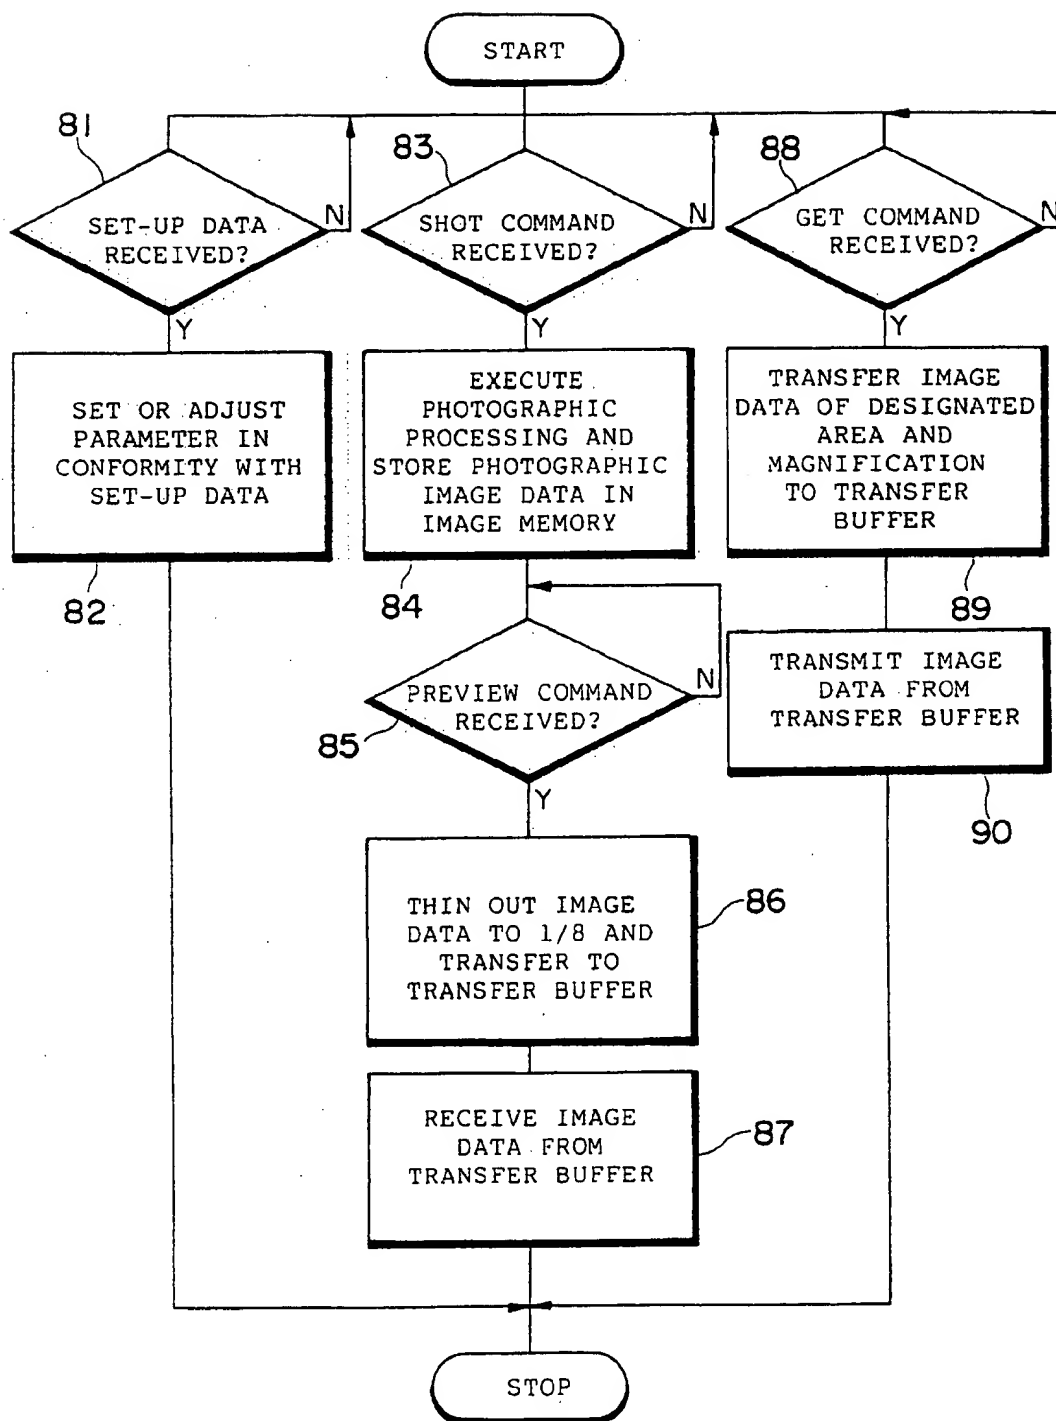 START
81
SET-UP DATA
RECEIVED?
N
Y
83
SHOT COMMAND
RECEIVED?
N
Y
88
GET COMMAND
RECEIVED?
N
Y
SET OR ADJUST
PARAMETER IN
CONFORMITY WITH
SET-UP DATA
82
EXECUTE
PHOTOGRAPHIC
PROCESSING AND
STORE PHOTOGRAPHIC
IMAGE DATA IN
IMAGE MEMORY
84
TRANSFER IMAGE
DATA OF DESIGNATED
AREA AND
MAGNIFICATION
TO TRANSFER
BUFFER
89
PREVIEW COMMAND
RECEIVED?
N
85
Y
TRANSMIT IMAGE
DATA FROM
TRANSFER BUFFER
90
THIN OUT IMAGE
DATA TO 1/8 AND
TRANSFER TO
TRANSFER BUFFER
86
RECEIVE IMAGE
DATA FROM
TRANSFER BUFFER
87
STOP